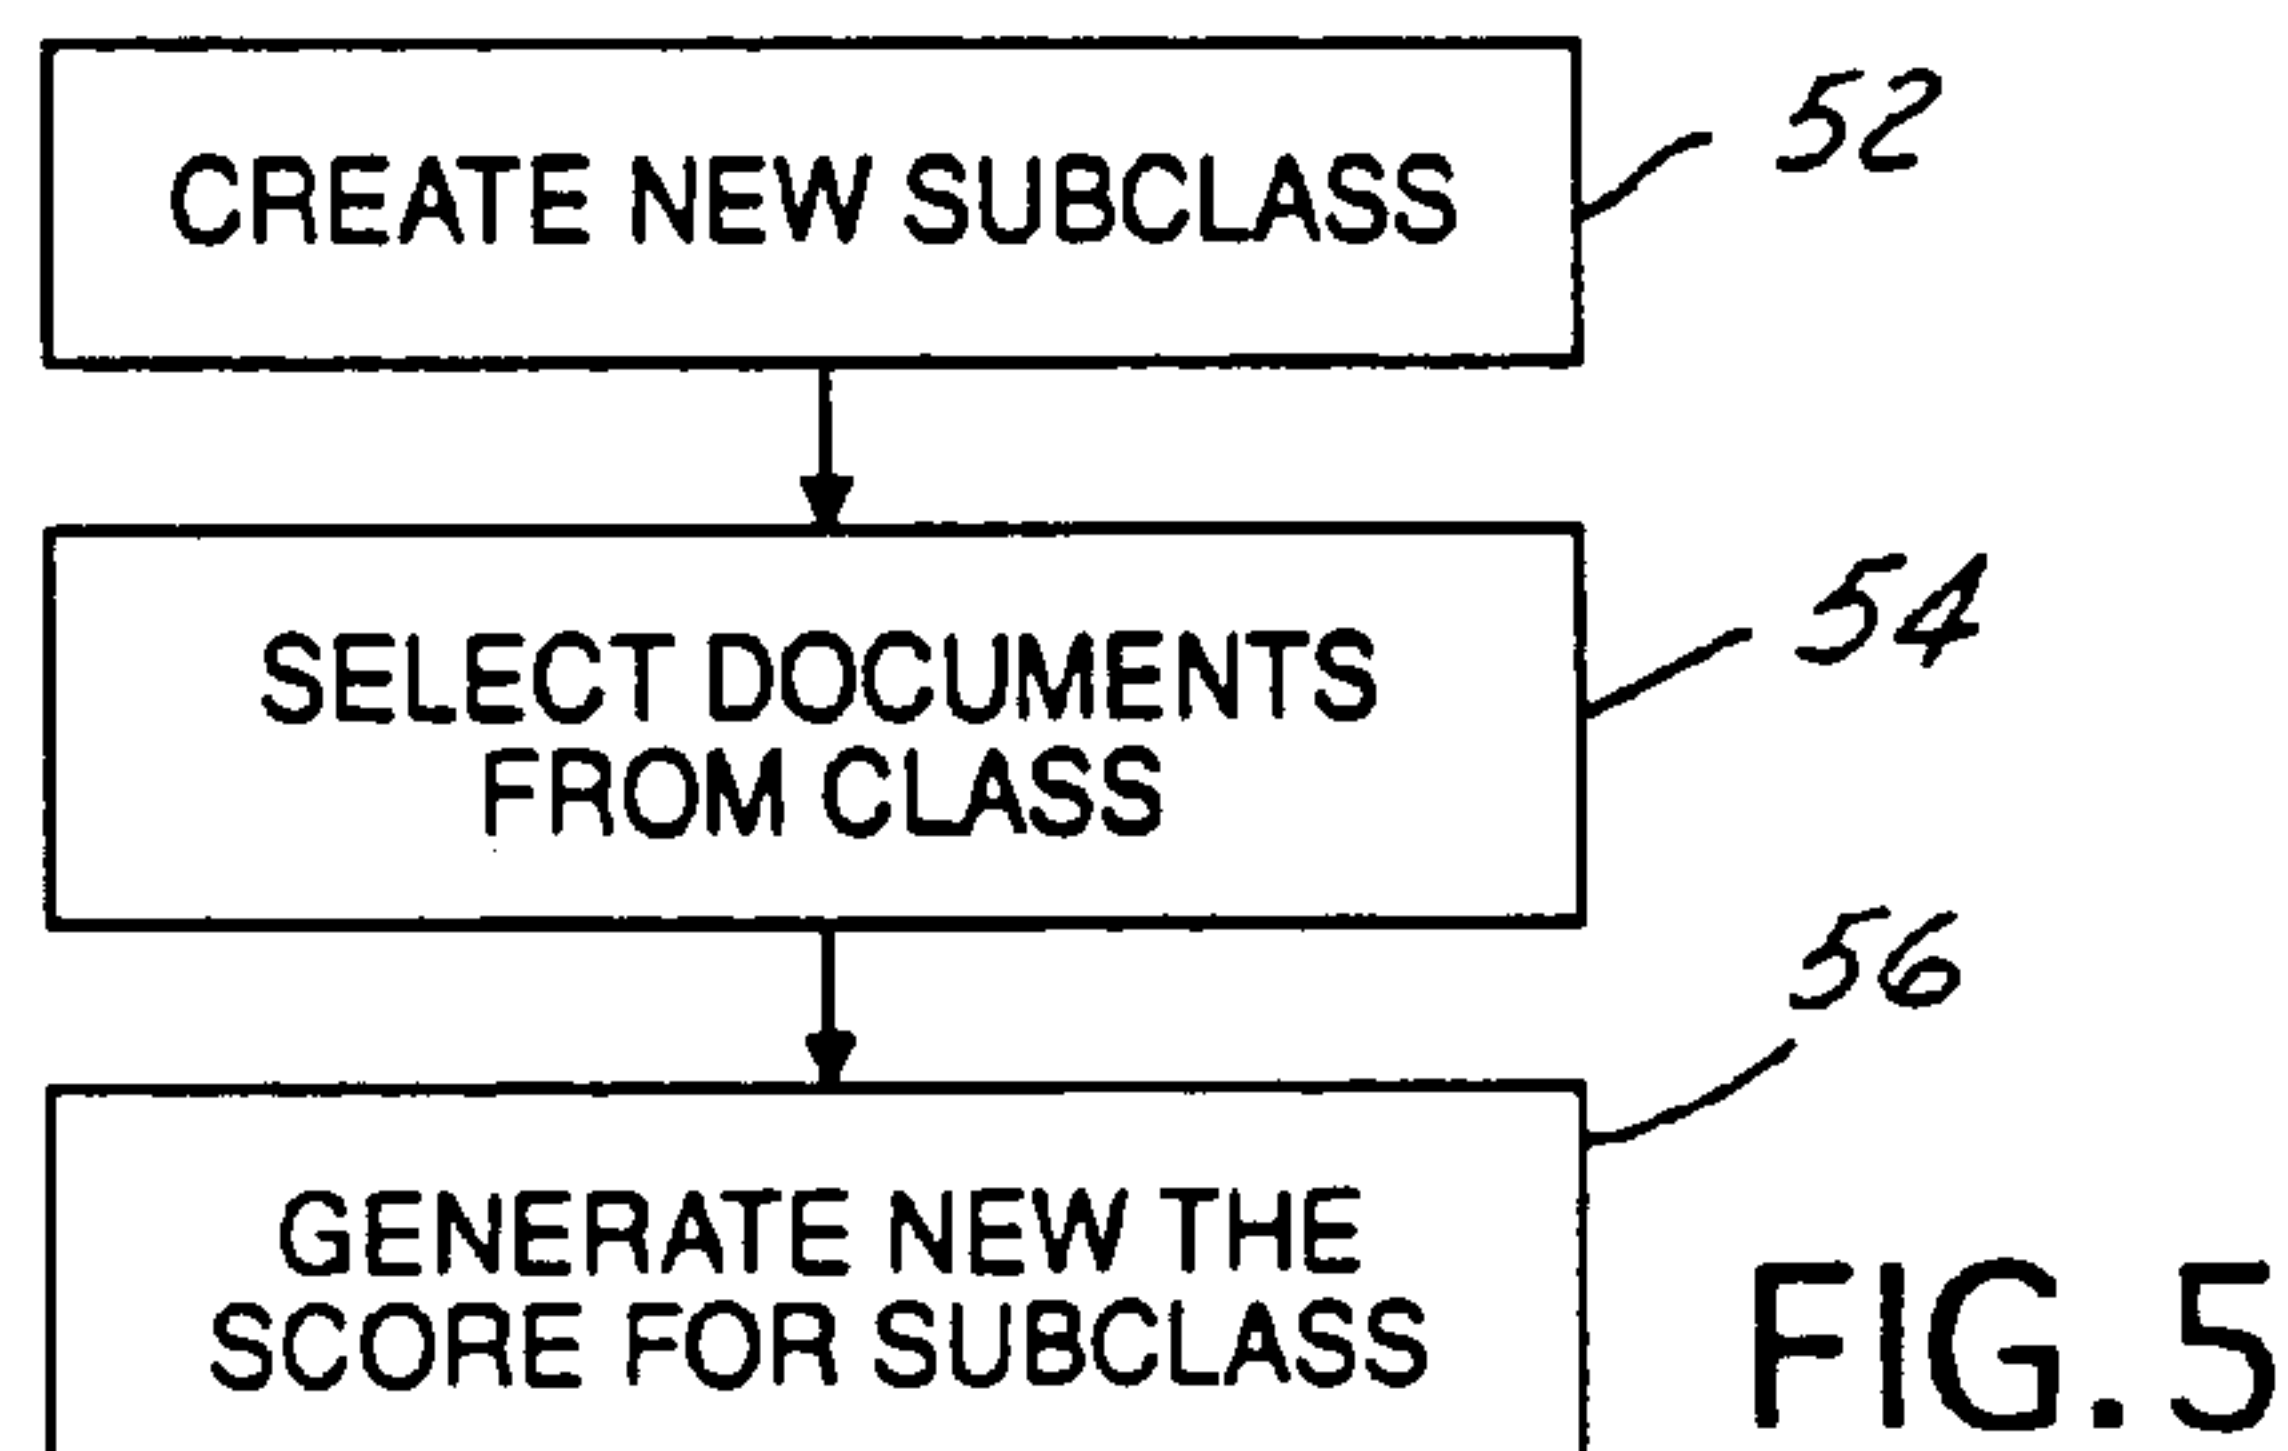 CREATE NEW SUBCLASS
52
SELECT DOCUMENTS
FROM CLASS
54
56
GENERATE NEW THE
SCORE FOR SUBCLASS
FIG.5